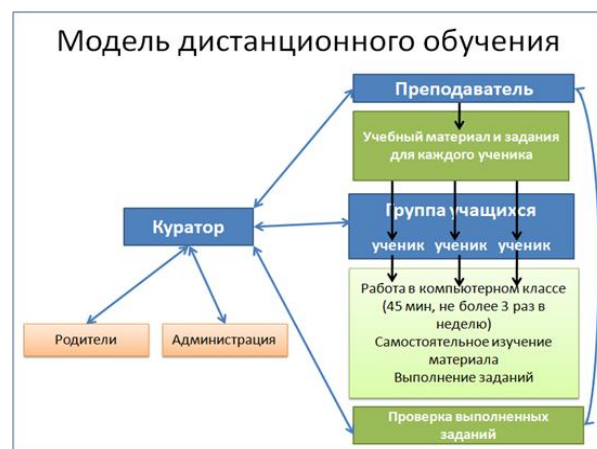 Модель дистанционного обучения
Преподаватель
Учебный материал и задания
для каждого ученика
Группа учащихся
ученик ученик ученик
Куратор
Родители
Администрация
Работа в компьютерном классе
(45 мин, не более 3 раз в
неделю)
Самостоятельное изучение
материала
Выполнение заданий
Проверка выполненных
заданий